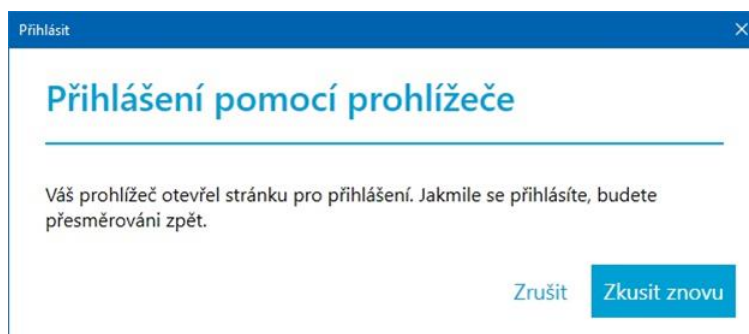 Přihlásit
Přihlášení pomocí prohlížeče
Váš prohlížeč otevřel stránku pro přihlášení. Jakmile se přihlásíte, budete
přesměrováni zpět.
Zrušit Zkusit znovu